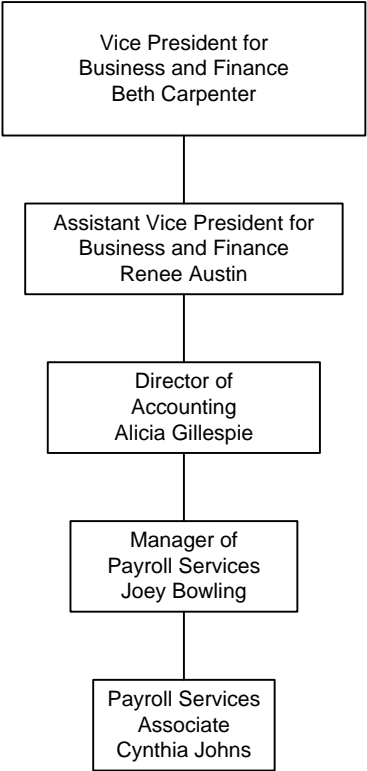 Vice President for
Business and Finance
Beth Carpenter
Assistant Vice President for
Business and Finance
Renee Austin
Director of
Accounting
Alicia Gillespie
Manager of
Payroll Services
Joey Bowling
Payroll Services
Associate
Cynthia Johns